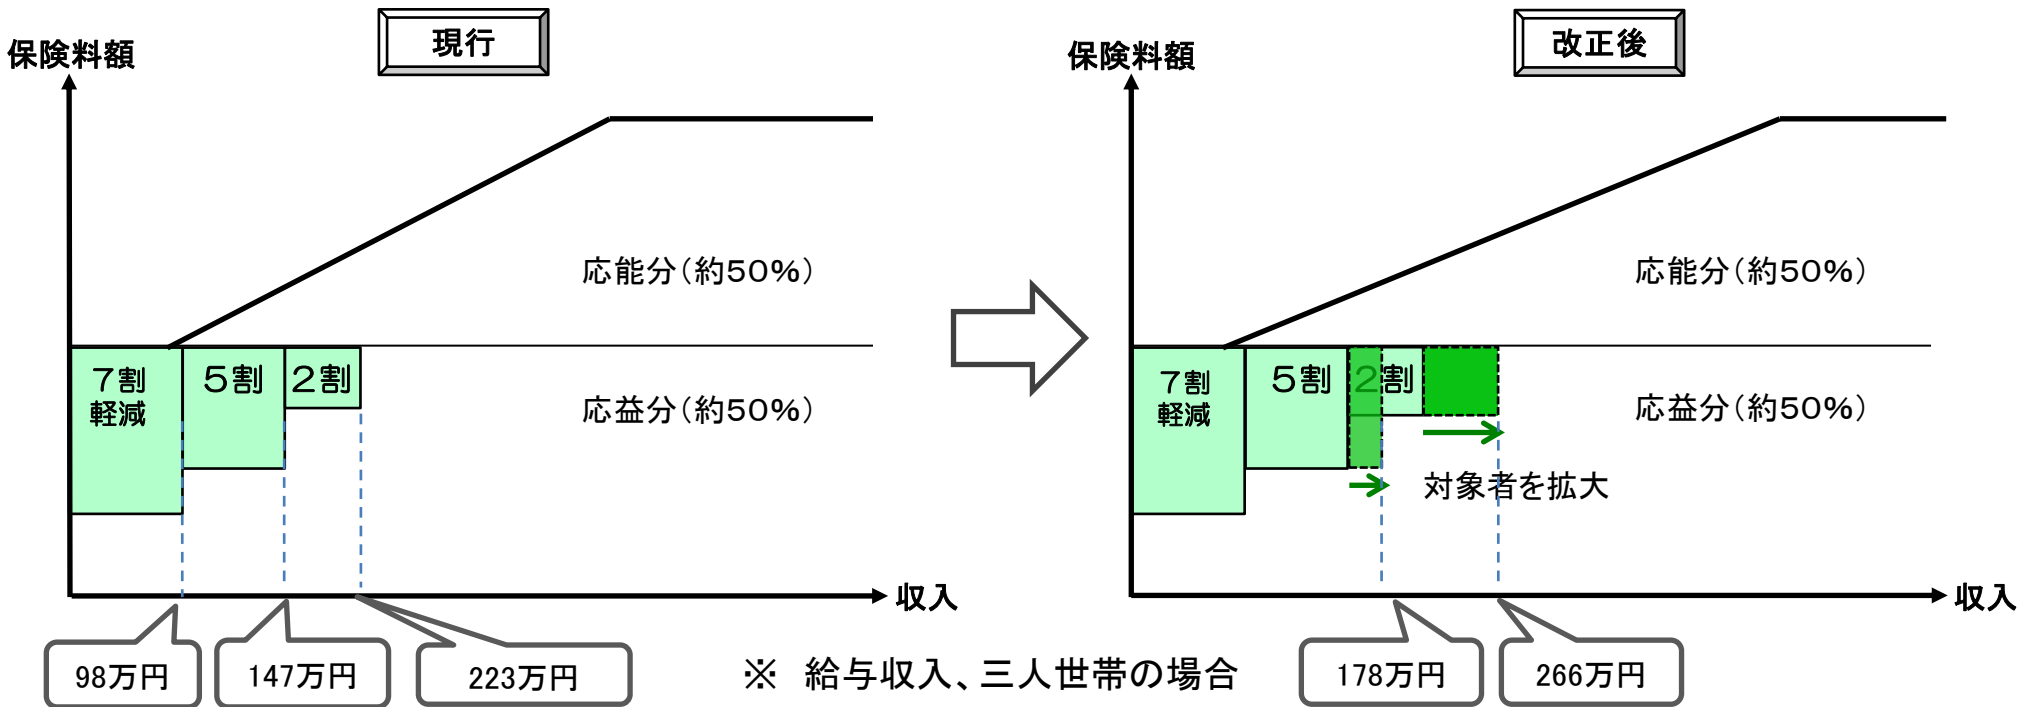 現行
保険料額
応能分(約50%)
7割
軽減
5割
2割
応益分(約50%)
収入
98万円
147万円
223万円
改正後
保険料額
応能分(約50%)
7割
軽減
5割
2割
応益分(約50%)
対象者を拡大
収入
178万円
266万円
※ 給与収入、三人世帯の場合